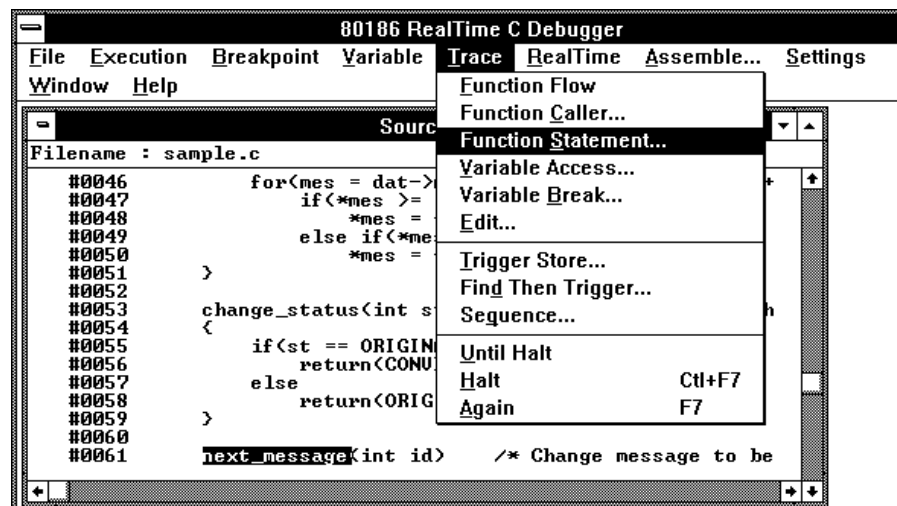 80186 RealTime C Debugger
File Execution Breakpoint Variable Trace RealTime Assemble... Settings
Window Help
Function Flow
Function Caller...
Function Statement...
Variable Access...
Variable Break...
Edit...
Trigger Store...
Find Then Trigger...
Sequence...
Until Halt
Halt Ctl+F7
Again F7
Sourc
Filename : sample.c
#0046 for(mes = dat-> +
#0047 if(*mes >=
#0048 *mes =
#0049 else if(*me
#0050 *mes =
#0051 }
#0052
#0053 change_status(int s h
#0054 {
#0055 if(st == ORIGIN
#0056 return(CONV
#0057 else
#0058 return(ORIG
#0059 }
#0060
#0061 next_message(int id) /* Change message to be